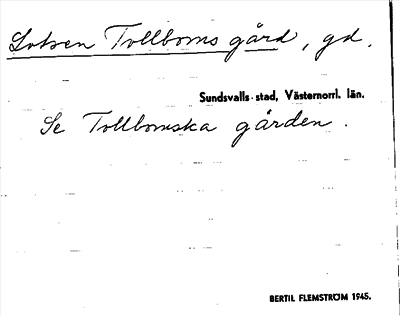 Lotsen Tollboms gård, gd.
Sundsvalls stad, Västernorrl. län.
Se Tollbomska gården.
BERTIL FLEMSTRÖM 1945.